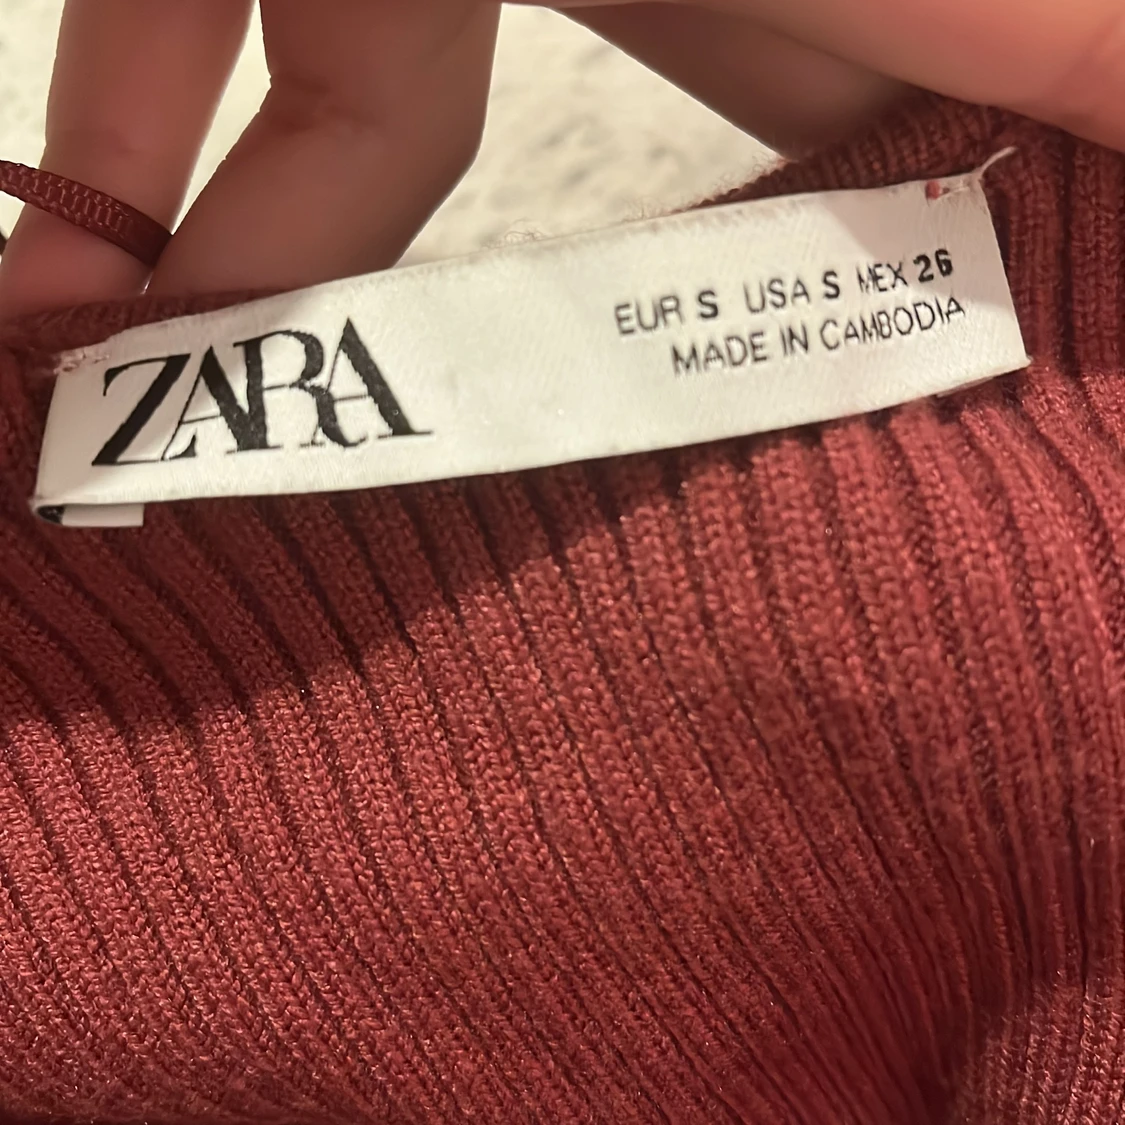 ZARA
EUR S USA S MEX 26
MADE IN CAMBODIA